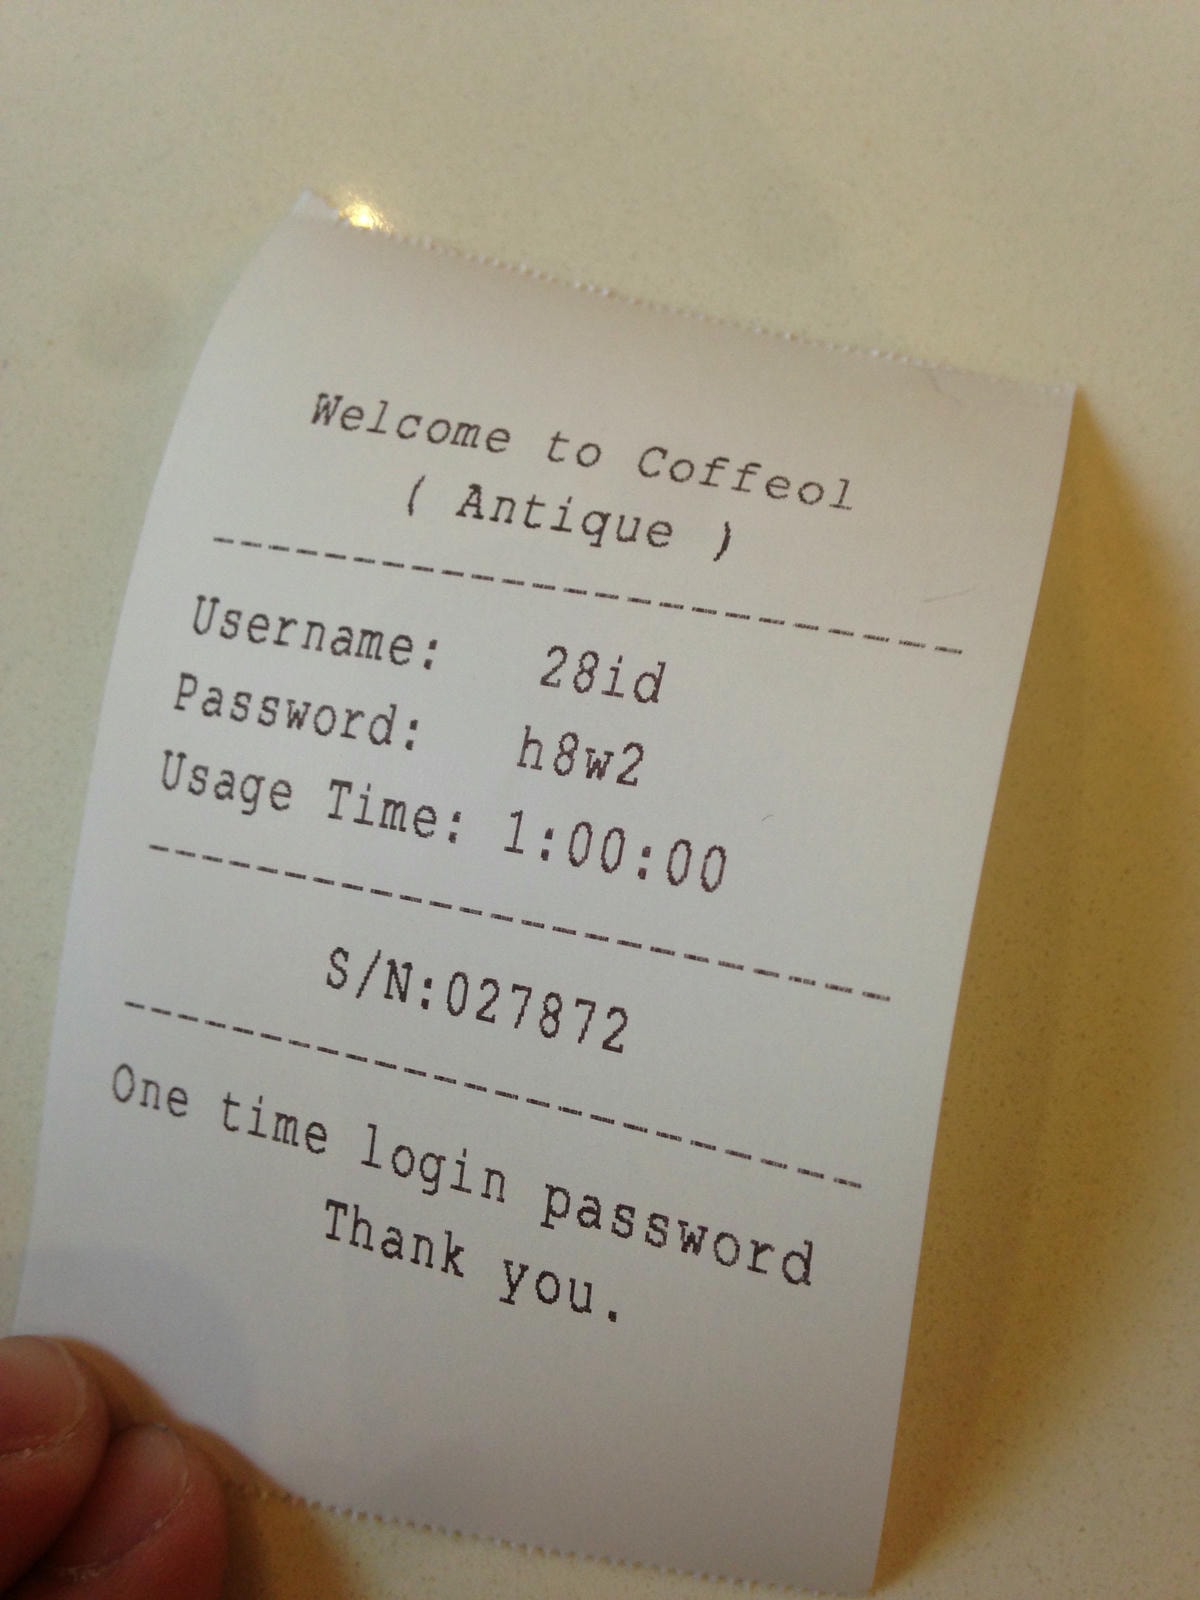 Welcome to Coffeol
( Antique )
---------------------------
Username: 28id
Password: h8w2
Usage Time: 1:00:00
---------------------------
S/N:027872
---------------------------
One time login password
Thank you.